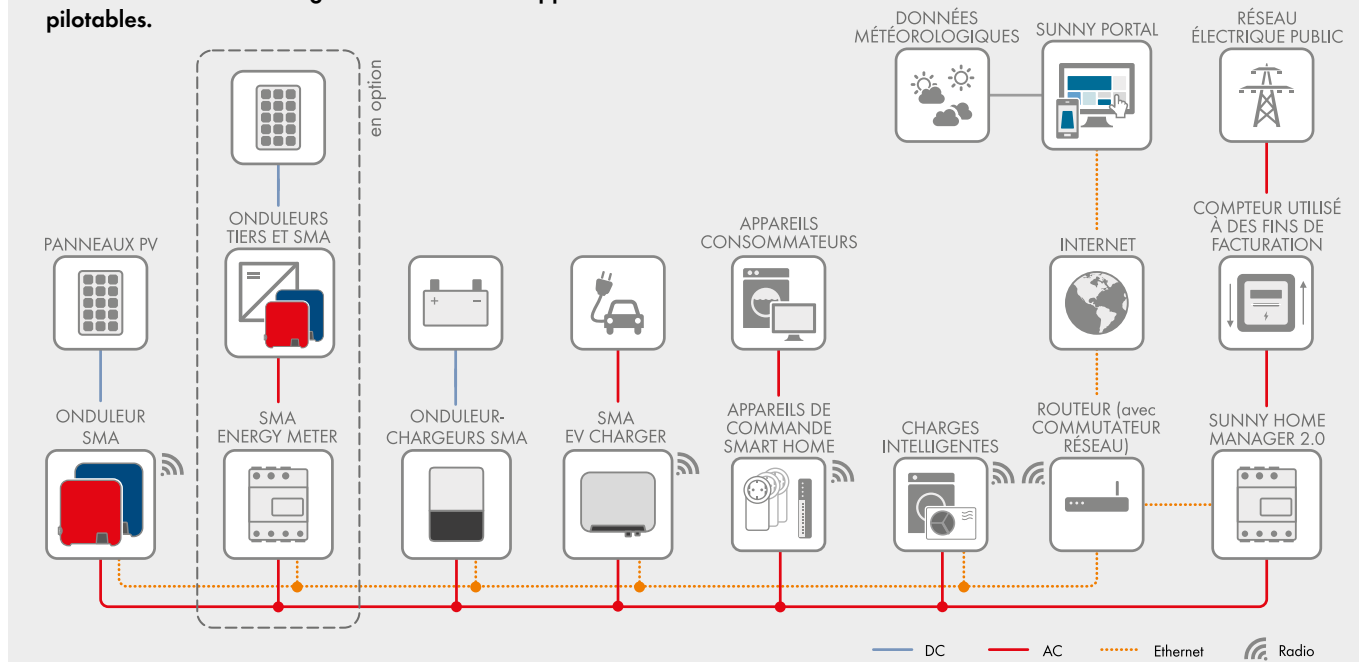 pilotables.
DONNÉES
MÉTÉOROLOGIQUES
SUNNY PORTAL
RÉSEAU
ÉLECTRIQUE PUBLIC
en option
PANNEAUX PV
ONDULEURS
TIERS ET SMA
APPAREILS
CONSOMMATEURS
INTERNET
COMPTEUR UTILISÉ
À DES FINS DE
FACTURATION
ONDULEUR
SMA
SMA
ENERGY METER
ONDULEUR-
CHARGEURS SMA
SMA
EV CHARGER
APPAREILS DE
COMMANDE
SMART HOME
CHARGES
INTELLIGENTES
ROUTEUR (avec
COMMUTATEUR
RÉSEAU)
SUNNY HOME
MANAGER 2.0
DC
AC
Ethernet
Radio